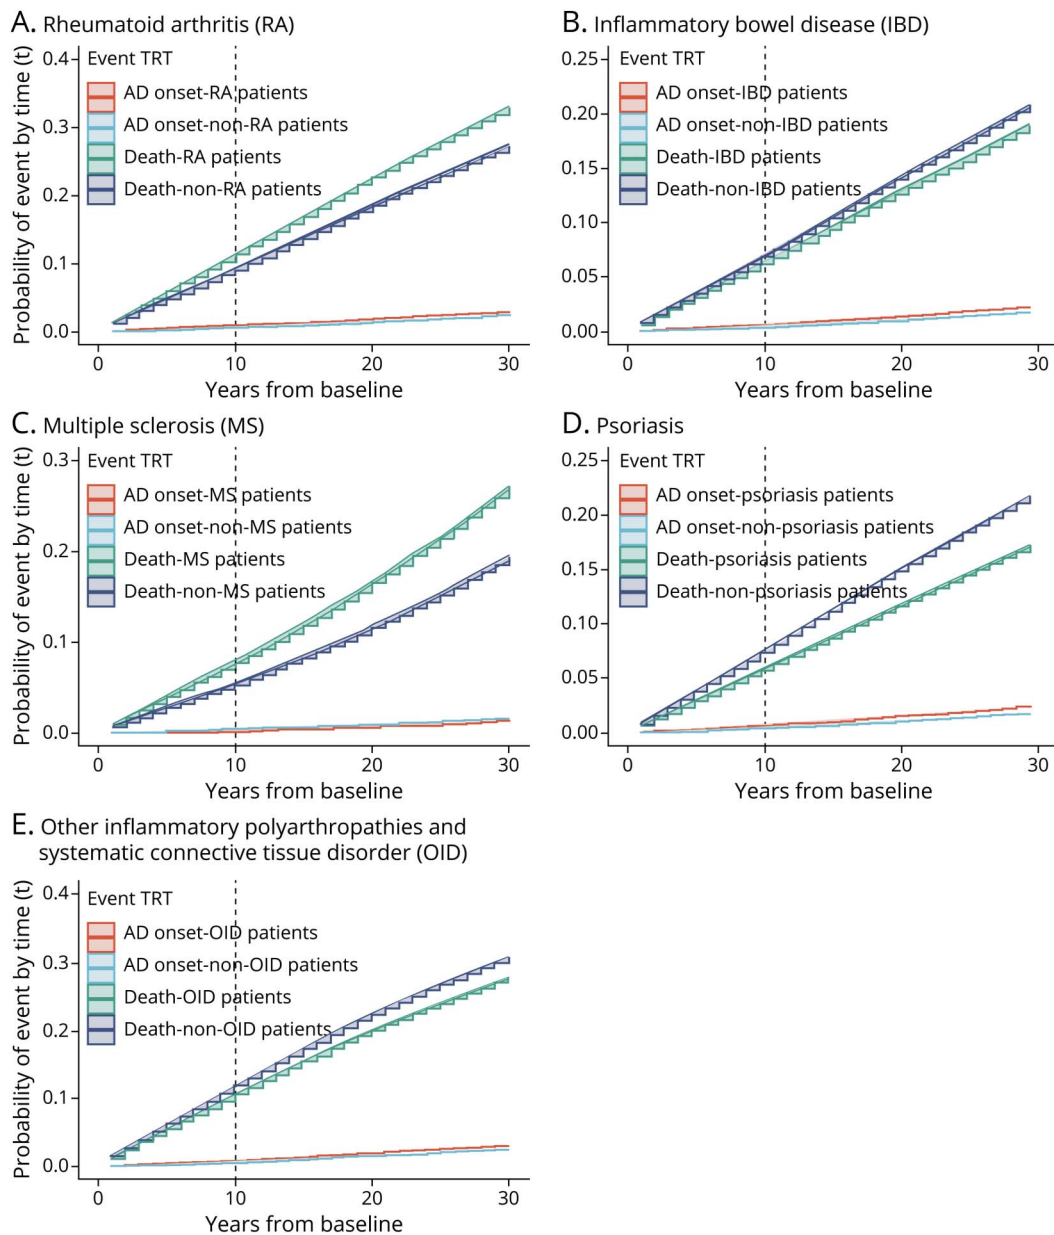 A. Rheumatoid arthritis (RA)
Probability of event by time (t)
0.4
0.3
0.2
0.1
0.0
Event TRT
AD onset-RA patients
AD onset-non-RA patients
Death-RA patients
Death-non-RA patients
0 10 20 30
Years from baseline
B. Inflammatory bowel disease (IBD)
0.25
0.20
0.15
0.10
0.05
0.00
Event TRT
AD onset-IBD patients
AD onset-non-IBD patients
Death-IBD patients
Death-non-IBD patients
0 10 20 30
Years from baseline
C. Multiple sclerosis (MS)
Probability of event by time (t)
0.3
0.2
0.1
0.0
Event TRT
AD onset-MS patients
AD onset-non-MS patients
Death-MS patients
Death-non-MS patients
0 10 20 30
Years from baseline
D. Psoriasis
0.25
0.20
0.15
0.10
0.05
0.00
Event TRT
AD onset-psoriasis patients
AD onset-non-psoriasis patients
Death-psoriasis patients
Death-non-psoriasis patients
0 10 20 30
Years from baseline
E. Other inflammatory polyarthropathies and
systematic connective tissue disorder (OID)
Probability of event by time (t)
0.4
0.3
0.2
0.1
0.0
Event TRT
AD onset-OID patients
AD onset-non-OID patients
Death-OID patients
Death-non-OID patients
0 10 20 30
Years from baseline